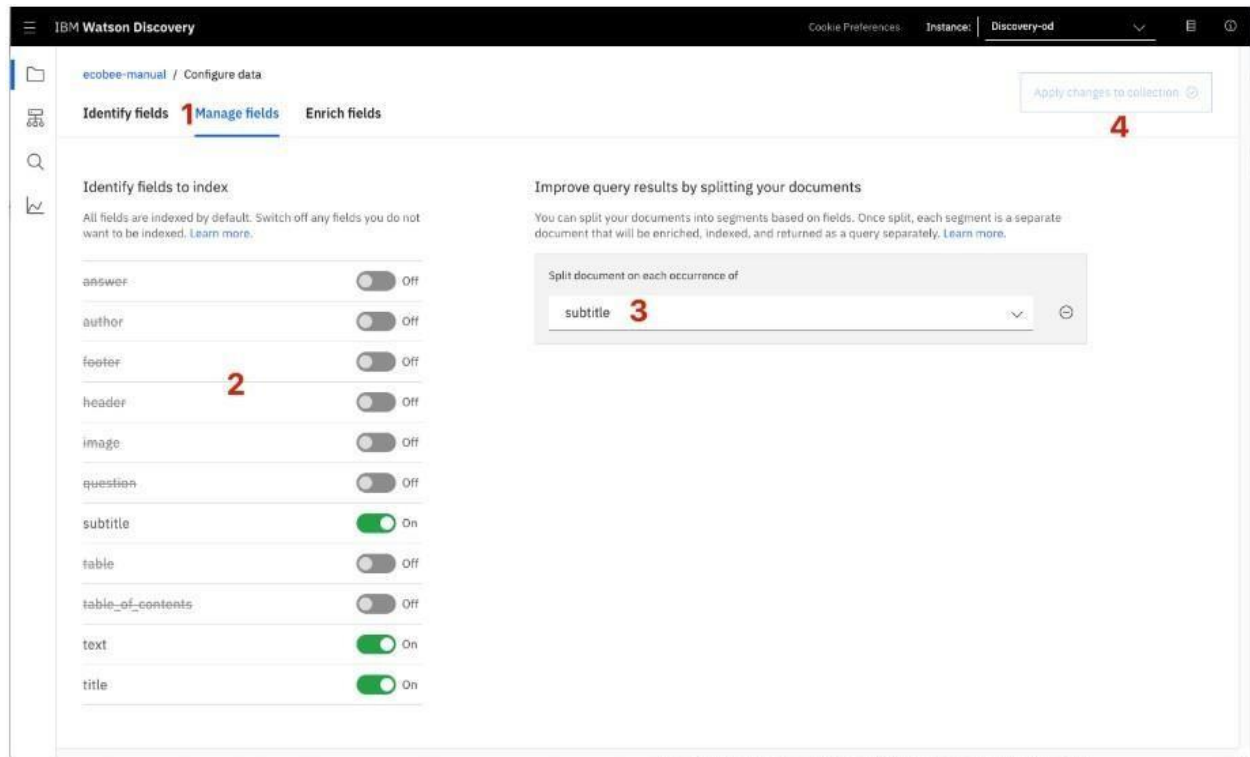 IBM Watson Discovery
Cookie Preferences
Instance:
Discovery-od
ecobee-manual / Configure data
Apply changes to collection
4
Identify fields
1
Manage fields
Enrich fields
Identify fields to index
All fields are indexed by default. Switch off any fields you do not
want to be indexed. Learn more.
answer Off
author Off
footer Off
2
header Off
image Off
question Off
subtitle On
table Off
table_of_contents Off
text On
title On
Improve query results by splitting your documents
You can split your documents into segments based on fields. Once split, each segment is a separate
document that will be enriched, indexed, and returned as a query separately. Learn more.
Split document on each occurrence of
subtitle
3